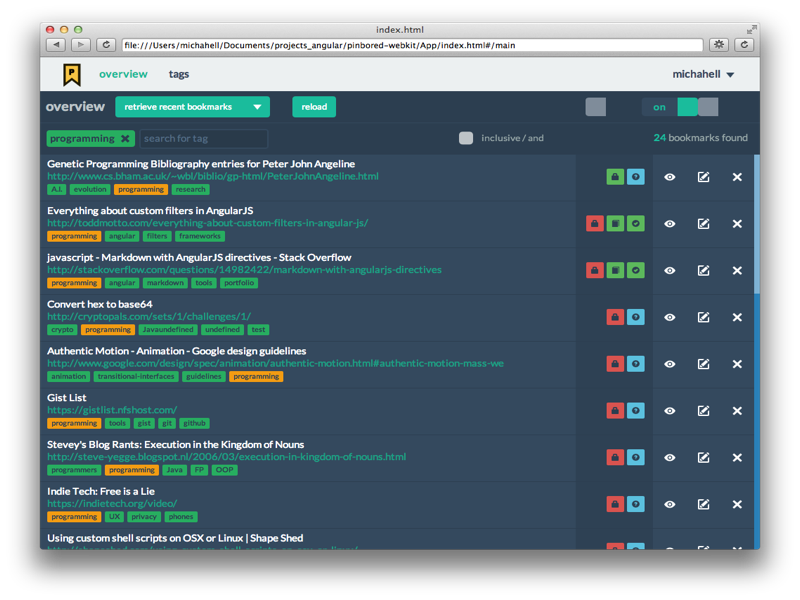 index.html
file:///Users/michahell/Documents/projects_angular/pinbored-webkit/App/index.html#/main
P overview tags michahell
overview retrieve recent bookmarks reload on
programming search for tag inclusive / and 24 bookmarks found
Genetic Programming Bibliography entries for Peter John Angeline
http://www.cs.bham.ac.uk/~wbl/biblio/gp-html/PeterJohnAngeline.html
A.I. evolution programming research
Everything about custom filters in AngularJS
http://toddmotto.com/everything-about-custom-filters-in-angular-js/
programming angular filters frameworks
javascript - Markdown with AngularJS directives - Stack Overflow
http://stackoverflow.com/questions/14982422/markdown-with-angularjs-directives
programming angular markdown tools portfolio
Convert hex to base64
http://cryptopals.com/sets/1/challenges/1/
crypto programming Javaundefined undefined test
Authentic Motion - Animation - Google design guidelines
http://www.google.com/design/spec/animation/authentic-motion.html#authentic-motion-mass-we
animation transitional-interfaces guidelines programming
Gist List
https://gistlist.nfshost.com/
programming tools gist git github
Stevey's Blog Rants: Execution in the Kingdom of Nouns
http://steve-yegge.blogspot.nl/2006/03/execution-in-kingdom-of-nouns.html
programmers programming Java FP OOP
Indie Tech: Free is a Lie
https://indietech.org/video/
programming UX privacy phones
Using custom shell scripts on OSX or Linux | Shape Shed